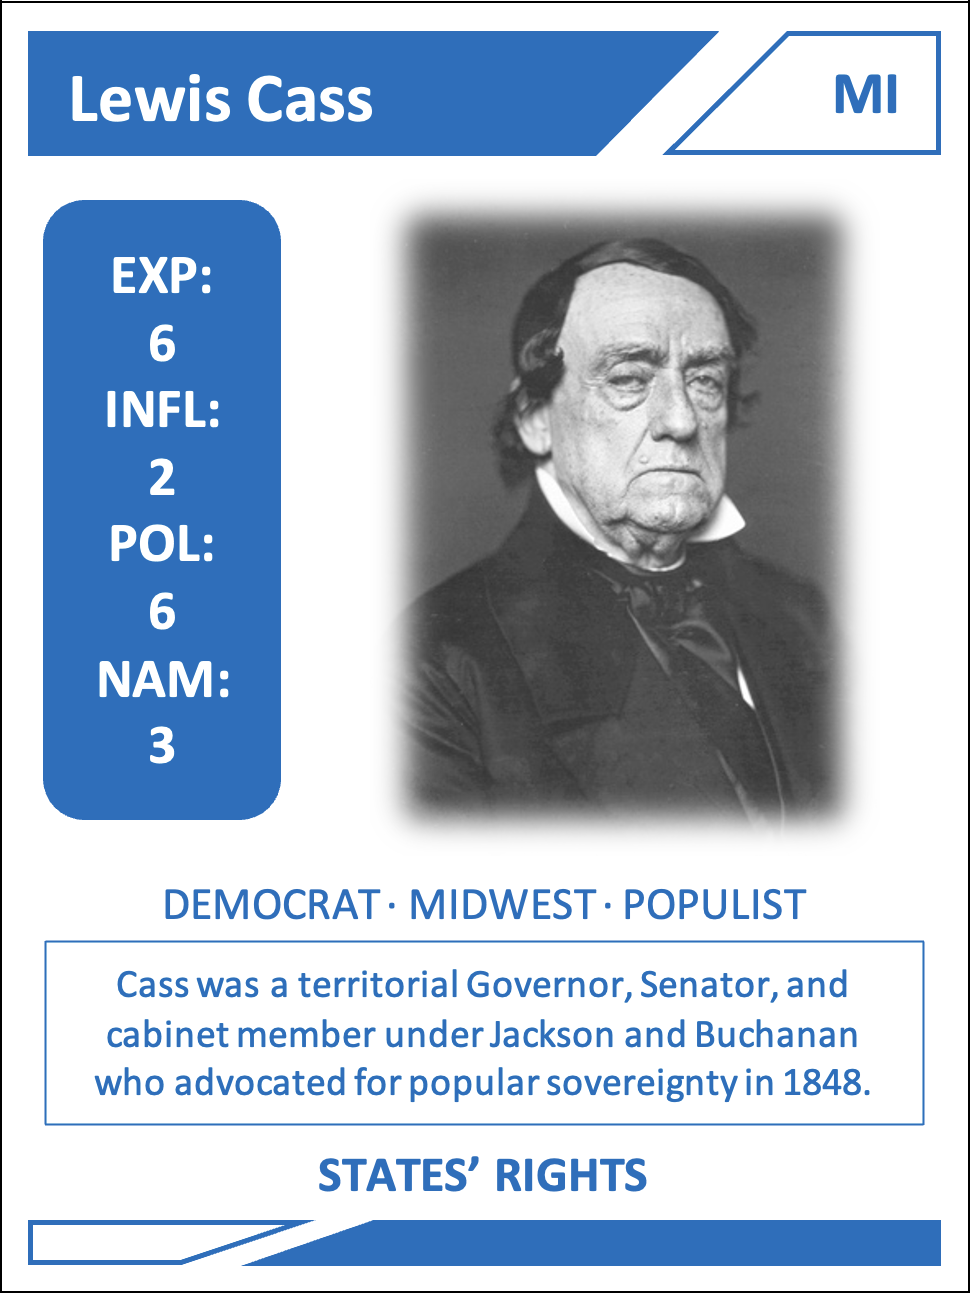 Lewis Cass
MI
EXP:
6
INFL:
2
POL:
6
NAM:
3
DEMOCRAT · MIDWEST · POPULIST
Cass was a territorial Governor, Senator, and
cabinet member under Jackson and Buchanan
who advocated for popular sovereignty in 1848.
STATES’ RIGHTS